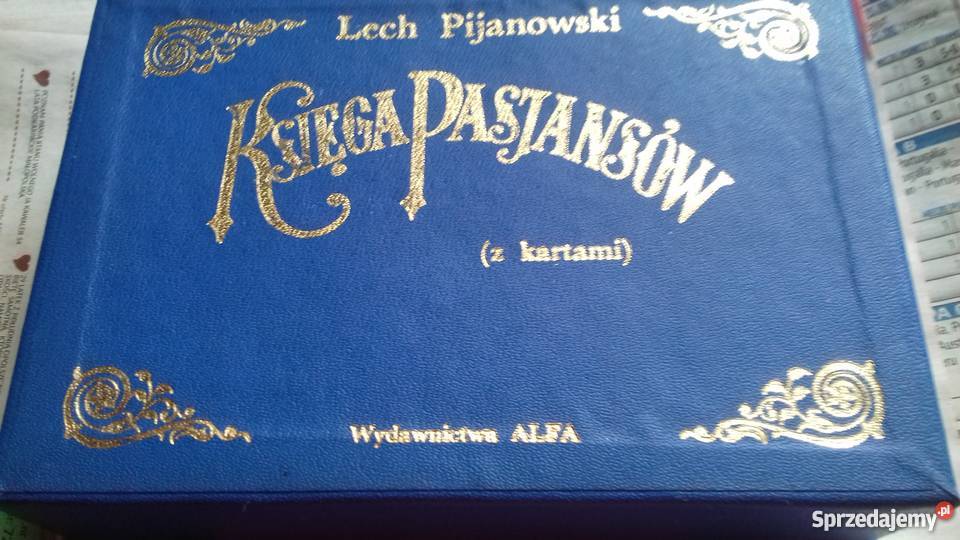 Lech Pijanowski
KSIĘGA PASJANSÓW
(z kartami)
Wydawnictwa ALFA
Sprzedajemy.pl